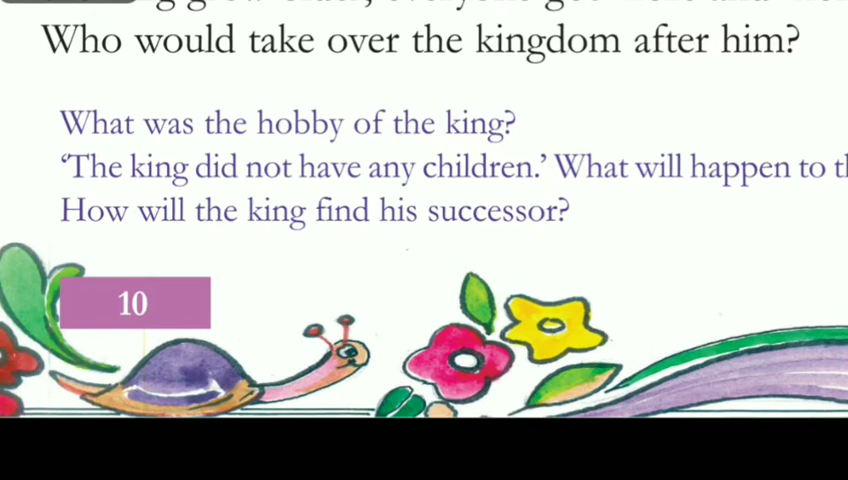 Who would take over the kingdom after him?
What was the hobby of the king?
‘The king did not have any children.’ What will happen to
How will the king find his successor?
10